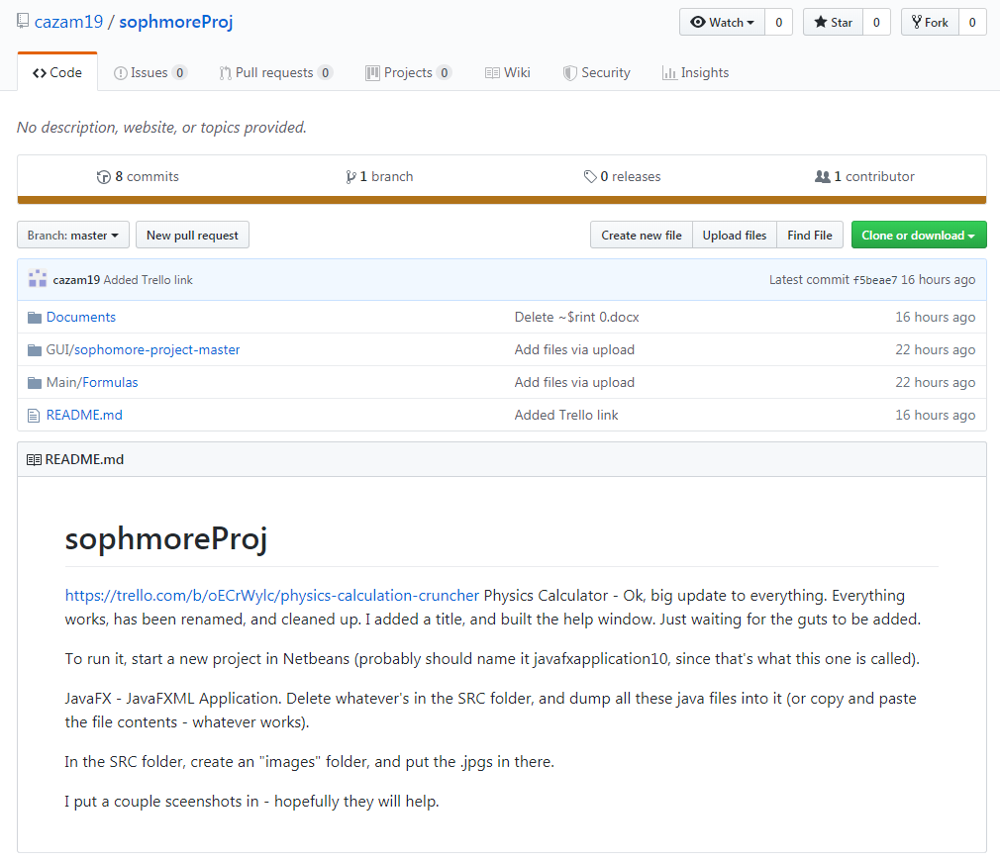 cazam19 / sophmoreProj
Watch 0 Star 0 Fork 0
Code Issues 0 Pull requests 0 Projects 0 Wiki Security Insights
No description, website, or topics provided.
8 commits 1 branch 0 releases 1 contributor
Branch: master New pull request Create new file Upload files Find File Clone or download
cazam19 Added Trello link Latest commit f5beae7 16 hours ago
Documents Delete ~$rint 0.docx 16 hours ago
GUI/sophomore-project-master Add files via upload 22 hours ago
Main/Formulas Add files via upload 22 hours ago
README.md Added Trello link 16 hours ago
README.md
sophmoreProj
https://trello.com/b/oECrWylc/physics-calculation-cruncher Physics Calculator - Ok, big update to everything. Everything
works, has been renamed, and cleaned up. I added a title, and built the help window. Just waiting for the guts to be added.
To run it, start a new project in Netbeans (probably should name it javafxapplication10, since that's what this one is called).
JavaFX - JavaFXML Application. Delete whatever's in the SRC folder, and dump all these java files into it (or copy and paste
the file contents - whatever works).
In the SRC folder, create an "images" folder, and put the .jpgs in there.
I put a couple sceenshots in - hopefully they will help.